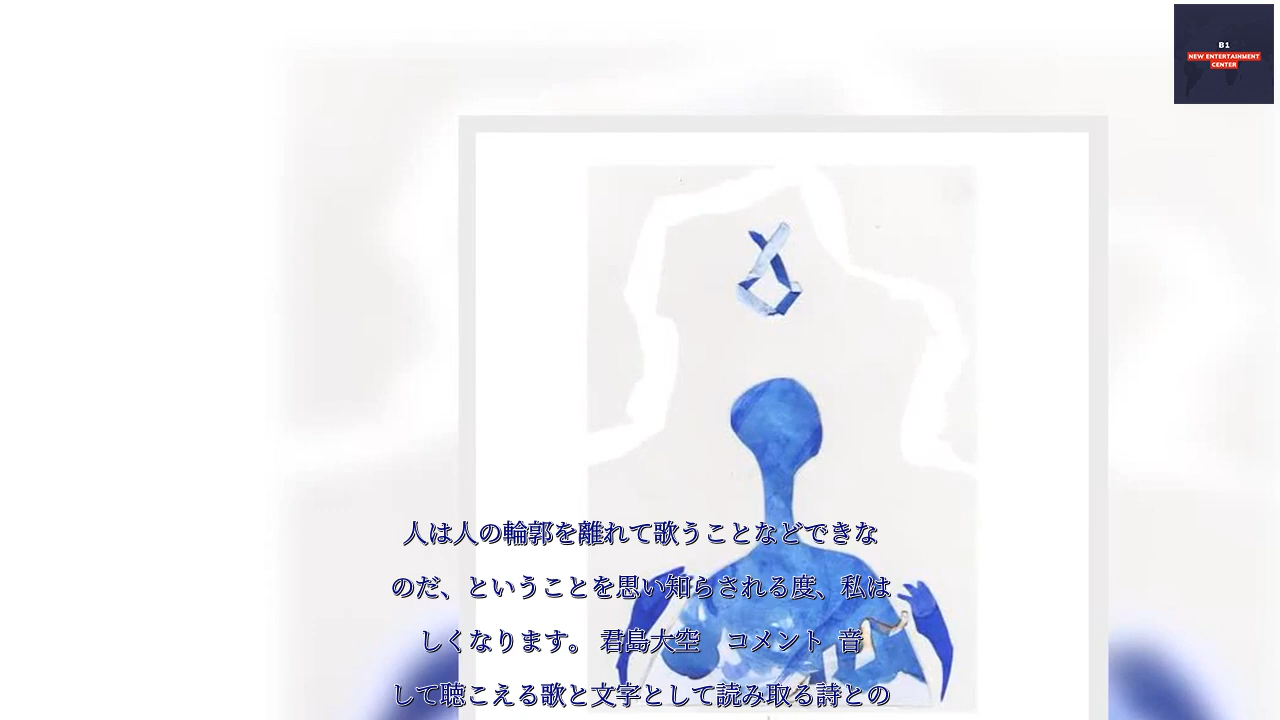 B1
NEW ENTERTAINMENT
CENTER
人は人の輪郭を離れて歌うことなどできな
のだ、ということを思い知らされる度、私は
しくなります。 君島大空　コメント 音
して聴こえる歌と文字として読み取る詩との